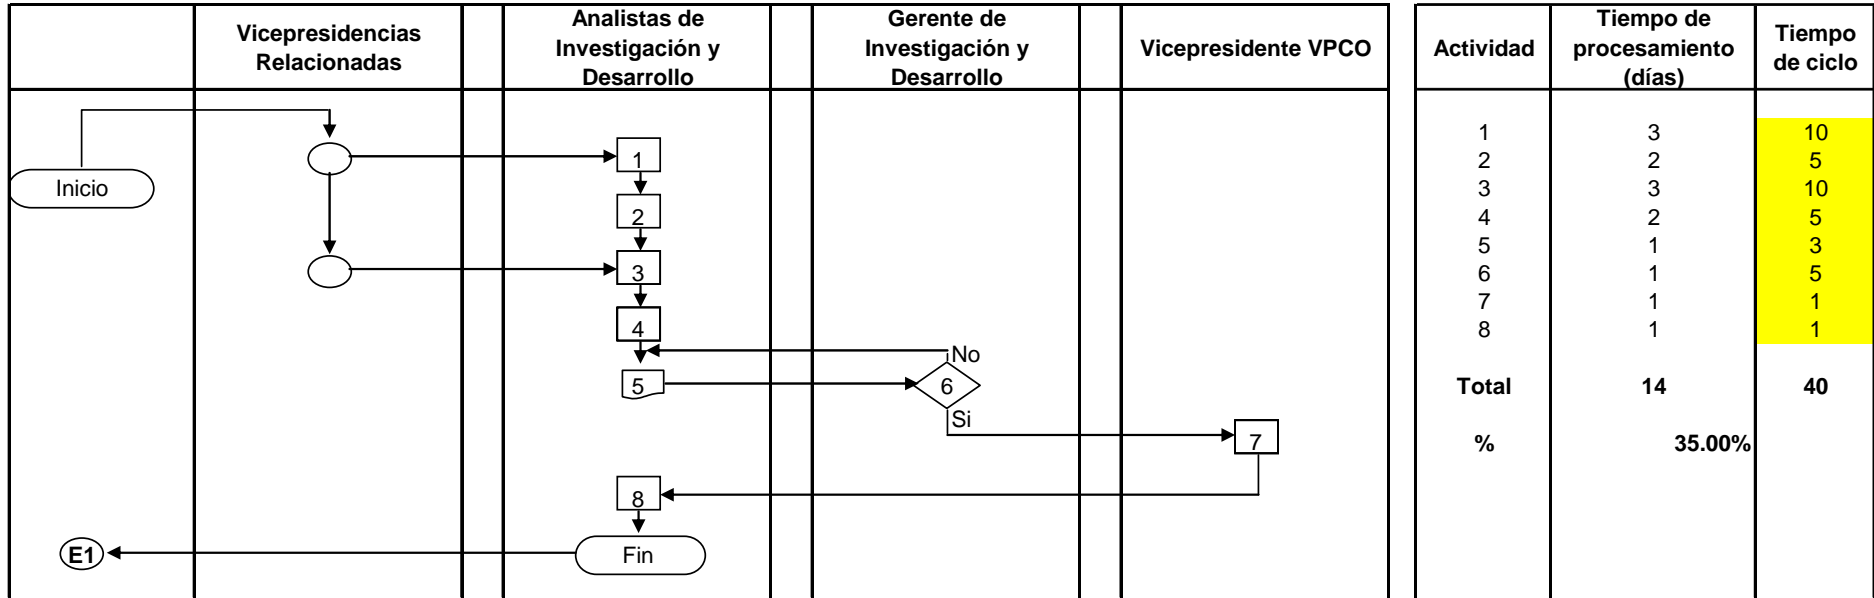 Vicepresidencias
Relacionadas
Analistas de
Investigación y
Desarrollo
Gerente de
Investigación y
Desarrollo
Vicepresidente VPCO
Actividad
Tiempo de
procesamiento
(días)
Tiempo
de ciclo
Inicio
1
2
3
4
No
5
6
Si
7
8
E1
Fin
1 3 10
2 2 5
3 3 10
4 2 5
5 1 3
6 1 5
7 1 1
8 1 1
Total 14 40
% 35.00%